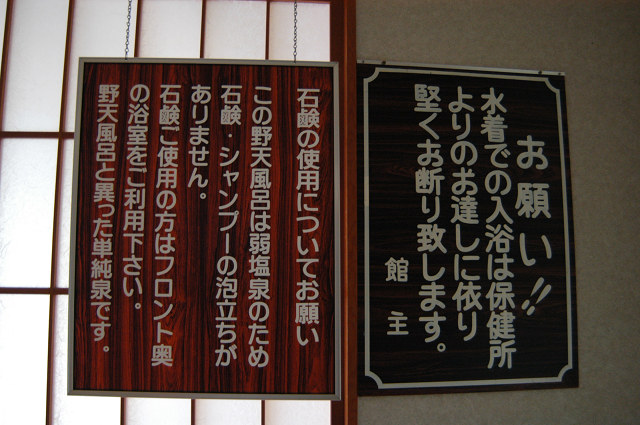 お願い!!
水着での入浴は保健所
よりのお達しに依り
堅くお断り致します。
館主
石鹸の使用についてお願い
この野天風呂は弱塩泉のため
石鹸・シャンプーの泡立ちが
ありません。
石鹸ご使用の方はフロント奥
の浴室をご利用下さい。
野天風呂と異った単純泉です。